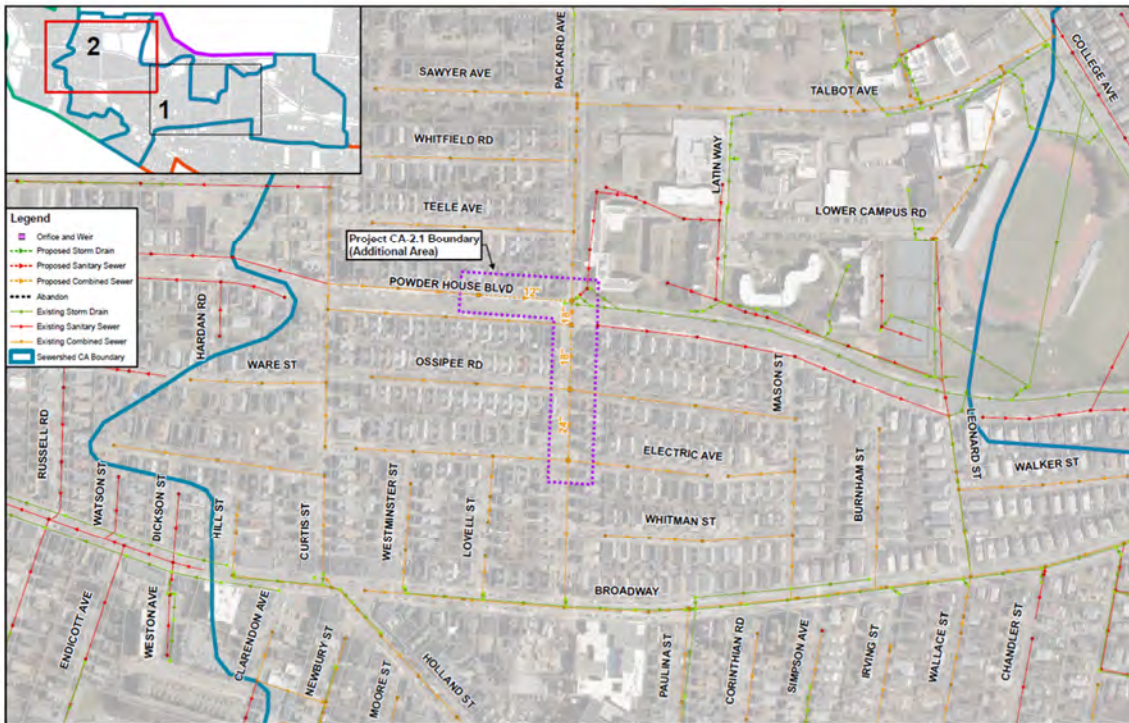 2
1
PACKARD AVE
COLLEGE AVE
SAWYER AVE
TALBOT AVE
WHITFIELD RD
LATIN WAY
TEELE AVE
LOWER CAMPUS RD
Legend
Orifice and Weir
Proposed Storm Drain
Proposed Sanitary Sewer
Proposed Combined Sewer
Abandon
Existing Storm Drain
Existing Sanitary Sewer
Existing Combined Sewer
Sewershed CA Boundary
Project CA-2.1 Boundary
(Additional Area)
POWDER HOUSE BLVD
12"
18"
HARDAN RD
WARE ST
OSSIPEE RD
MASON ST
24"
RUSSELL RD
WATSON ST
DICKSON ST
HILL ST
CURTIS ST
WESTMINSTER ST
LOVELL ST
ELECTRIC AVE
BURNHAM ST
LEONARD ST
WALKER ST
WHITMAN ST
BROADWAY
ENDICOTT AVE
WESTON AVE
CLARENDON AVE
NEWBURY ST
MOORE ST
HOLLAND ST
PAULINA ST
CORINTHIAN RD
SIMPSON AVE
IRVING ST
WALLACE ST
CHANDLER ST